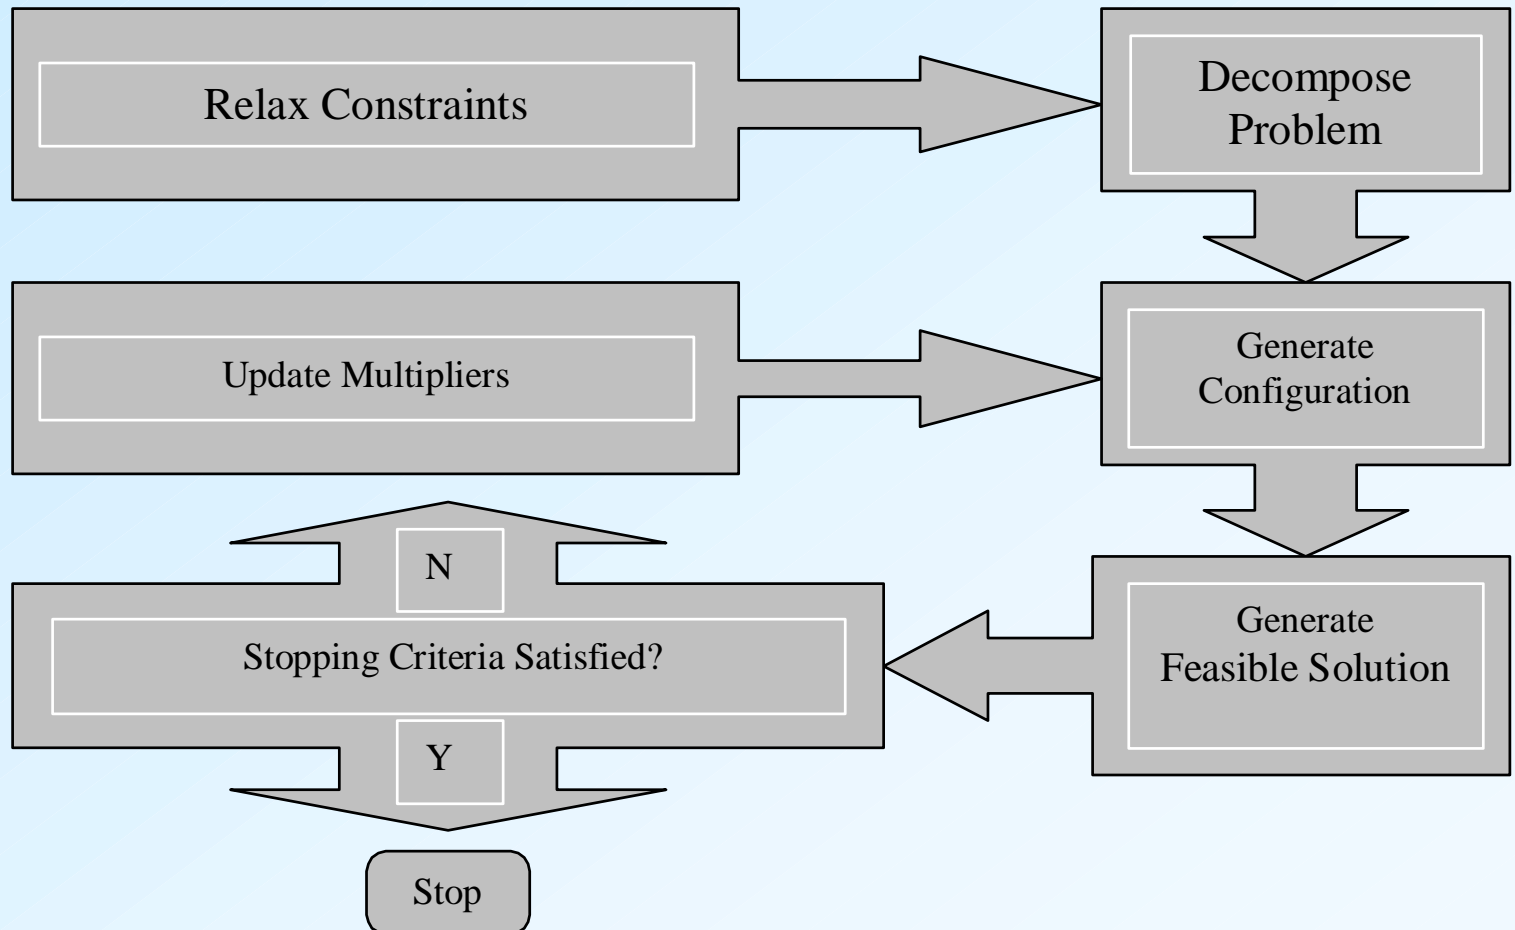 Relax Constraints
Decompose
Problem
Update Multipliers
Generate
Configuration
N
Stopping Criteria Satisfied?
Generate
Feasible Solution
Y
Stop